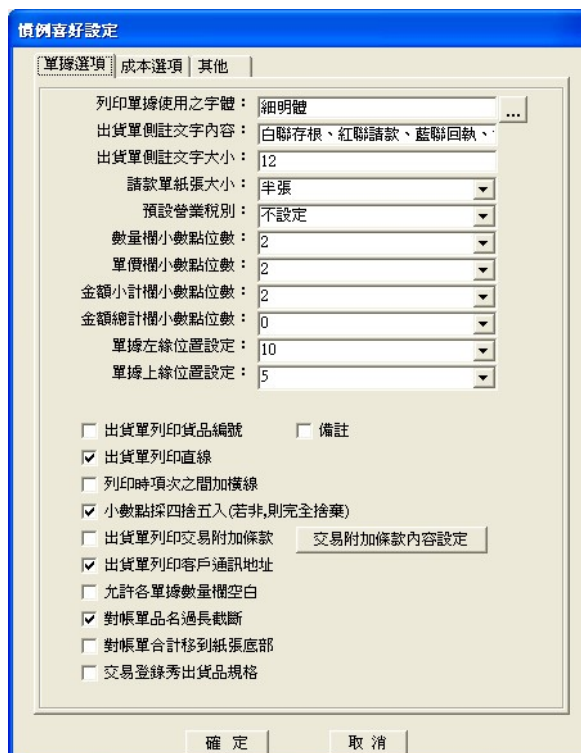 慣例喜好設定
單據選項 成本選項 其他
列印單據使用之字體： 細明體 ...
出貨單側註文字內容： 白聯存根、紅聯請款、藍聯回執、
出貨單側註文字大小： 12
請款單紙張大小： 半張
預設營業稅別： 不設定
數量欄小數點位數： 2
單價欄小數點位數： 2
金額小計欄小數點位數： 2
金額總計欄小數點位數： 0
單據左緣位置設定： 10
單據上緣位置設定： 5
出貨單列印貨品編號 備註
出貨單列印直線
列印時項次之間加橫線
小數點採四捨五入(若非,則完全捨棄)
出貨單列印交易附加條款 交易附加條款內容設定
出貨單列印客戶通訊地址
允許各單據數量欄空白
對帳單品名過長截斷
對帳單合計移到紙張底部
交易登錄秀出貨品規格
確 定 取 消